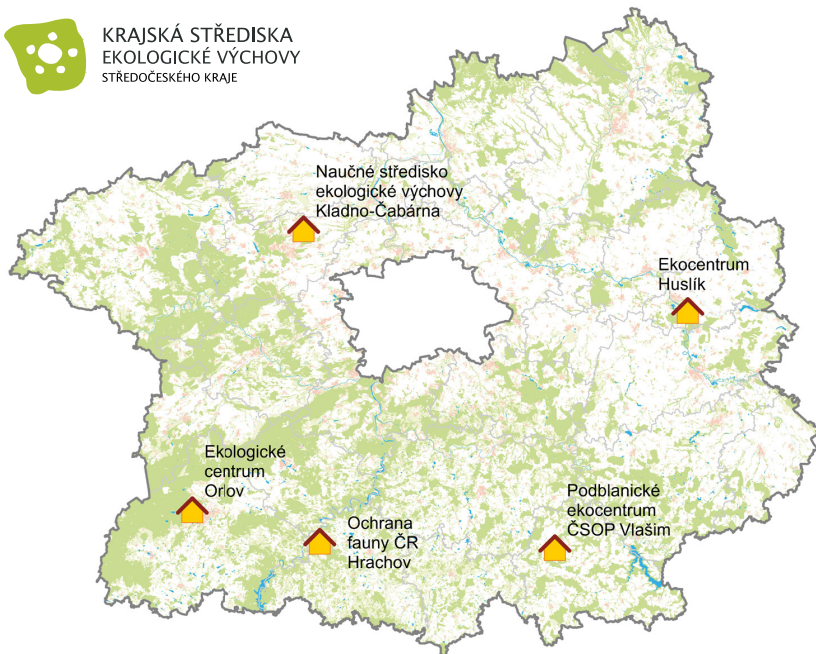 KRAJSKÁ STŘEDISKA
EKOLOGICKÉ VÝCHOVY
STŘEDOČESKÉHO KRAJE
Naučné středisko
ekologické výchovy
Kladno-Čabárna
Ekocentrum
Huslík
Ekologické
centrum
Orlov
Ochrana
fauny ČR
Hrachov
Podblanické
ekocentrum
ČSOP Vlašim